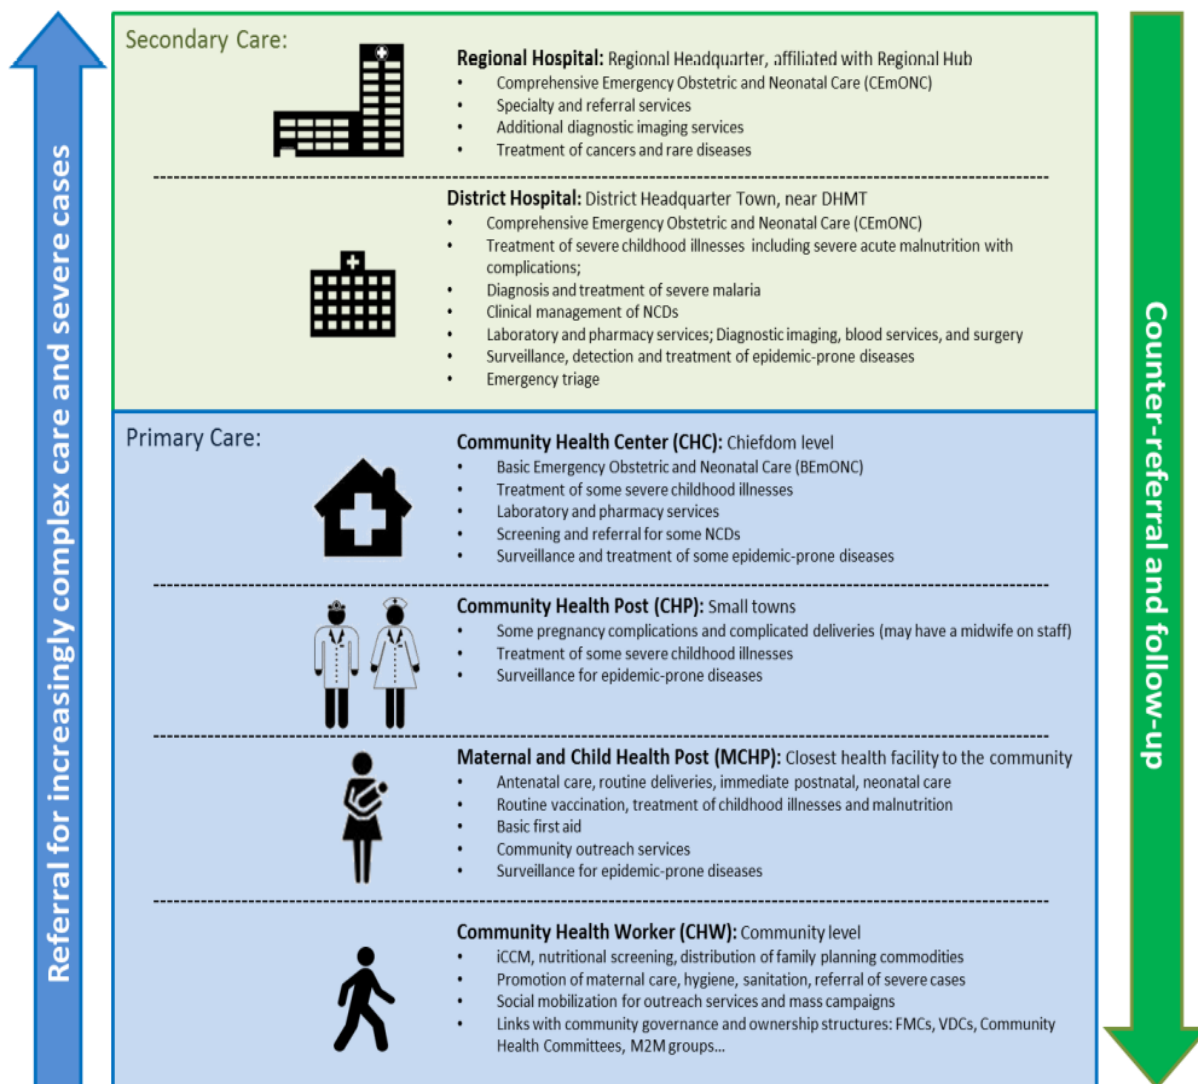 Referral for increasingly complex care and severe cases
Secondary Care:
Regional Hospital: Regional Headquarter, affiliated with Regional Hub
• Comprehensive Emergency Obstetric and Neonatal Care (CEmONC)
• Specialty and referral services
• Additional diagnostic imaging services
• Treatment of cancers and rare diseases
District Hospital: District Headquarter Town, near DHMT
• Comprehensive Emergency Obstetric and Neonatal Care (CEmONC)
• Treatment of severe childhood illnesses including severe acute malnutrition with
complications;
• Diagnosis and treatment of severe malaria
• Clinical management of NCDs
• Laboratory and pharmacy services; Diagnostic imaging, blood services, and surgery
• Surveillance, detection and treatment of epidemic-prone diseases
• Emergency triage
Primary Care:
Community Health Center (CHC): Chiefdom level
• Basic Emergency Obstetric and Neonatal Care (BEmONC)
• Treatment of some severe childhood illnesses
• Laboratory and pharmacy services
• Screening and referral for some NCDs
• Surveillance and treatment of some epidemic-prone diseases
Community Health Post (CHP): Small towns
• Some pregnancy complications and complicated deliveries (may have a midwife on staff)
• Treatment of some severe childhood illnesses
• Surveillance for epidemic-prone diseases
Maternal and Child Health Post (MCHP): Closest health facility to the community
• Antenatal care, routine deliveries, immediate postnatal, neonatal care
• Routine vaccination, treatment of childhood illnesses and malnutrition
• Basic first aid
• Community outreach services
• Surveillance for epidemic-prone diseases
Community Health Worker (CHW): Community level
• iCCM, nutritional screening, distribution of family planning commodities
• Promotion of maternal care, hygiene, sanitation, referral of severe cases
• Social mobilization for outreach services and mass campaigns
• Links with community governance and ownership structures: FMCs, VDCs, Community
Health Committees, M2M groups...
Counter-referral and follow-up